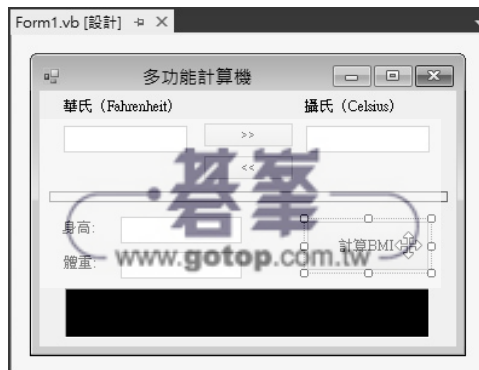 Form1.vb [設計]
多功能計算機
華氏 (Fahrenheit) 攝氏 (Celsius)
>>
<<
碁峯
身高:
計算BMI
體重:
www.gotop.com.tw